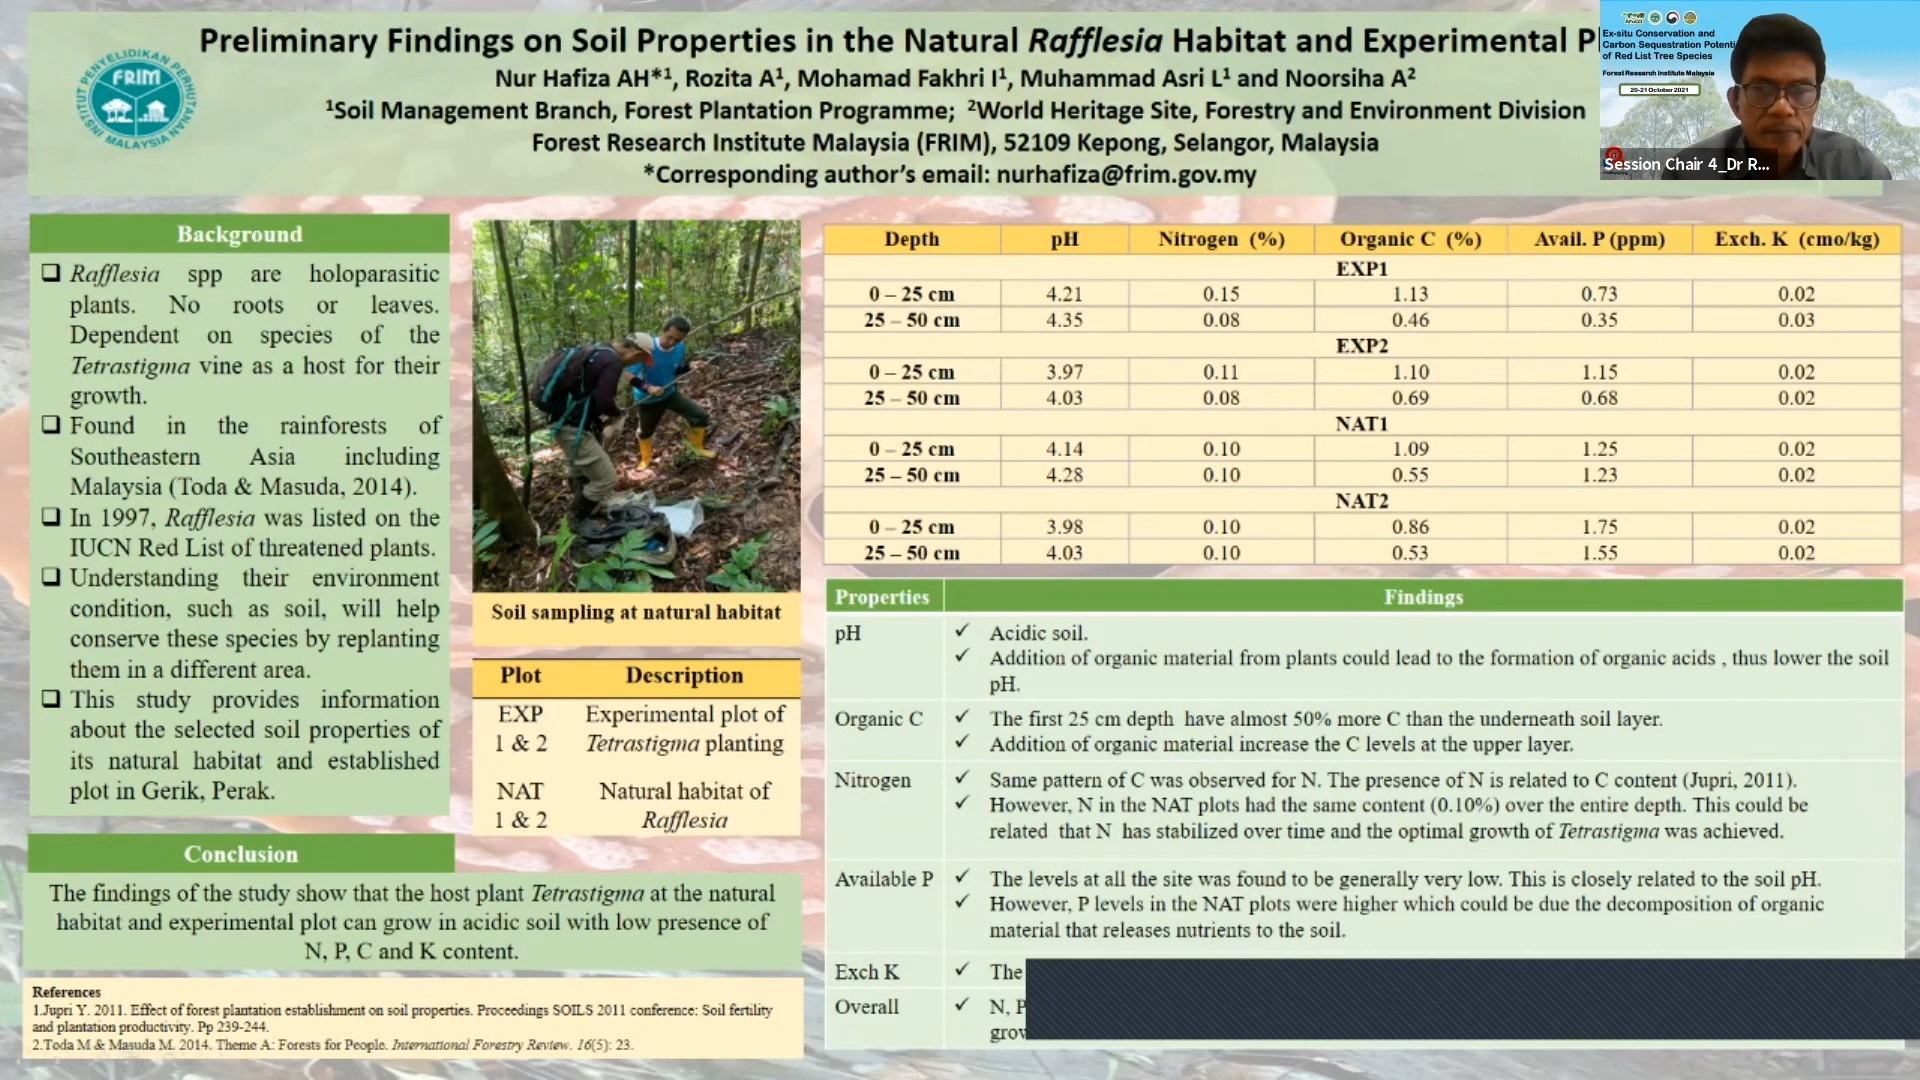 Preliminary Findings on Soil Properties in the Natural Rafflesia Habitat and Experimental P
Nur Hafiza AH*¹, Rozita A¹, Mohamad Fakhri I¹, Muhammad Asri L¹ and Noorsiha A²
¹Soil Management Branch, Forest Plantation Programme; ²World Heritage Site, Forestry and Environment Division
Forest Research Institute Malaysia (FRIM), 52109 Kepong, Selangor, Malaysia
*Corresponding author's email: nurhafiza@frim.gov.my
INSTITUT PENYELIDIKAN PERHUTANAN MALAYSIA
FRIM
Ex-situ Conservation and
Carbon Sequestration Potenti
of Red List Tree Species
Forest Research Institute Malaysia
20-21 October 2021
Session Chair 4_Dr R...
Background
❑ Rafflesia spp are holoparasitic
plants. No roots or leaves.
Dependent on species of the
Tetrastigma vine as a host for their
growth.
❑ Found in the rainforests of
Southeastern Asia including
Malaysia (Toda & Masuda, 2014).
❑ In 1997, Rafflesia was listed on the
IUCN Red List of threatened plants.
❑ Understanding their environment
condition, such as soil, will help
conserve these species by replanting
them in a different area.
❑ This study provides information
about the selected soil properties of
its natural habitat and established
plot in Gerik, Perak.
Soil sampling at natural habitat
Plot Description
EXP Experimental plot of
1 & 2 Tetrastigma planting
NAT Natural habitat of
1 & 2 Rafflesia
Conclusion
The findings of the study show that the host plant Tetrastigma at the natural
habitat and experimental plot can grow in acidic soil with low presence of
N, P, C and K content.
References
1.Jupri Y. 2011. Effect of forest plantation establishment on soil properties. Proceedings SOILS 2011 conference: Soil fertility
and plantation productivity. Pp 239-244.
2.Toda M & Masuda M. 2014. Theme A: Forests for People. International Forestry Review. 16(5): 23.
Depth pH Nitrogen (%) Organic C (%) Avail. P (ppm) Exch. K (cmo/kg)
EXP1
0 – 25 cm 4.21 0.15 1.13 0.73 0.02
25 – 50 cm 4.35 0.08 0.46 0.35 0.03
EXP2
0 – 25 cm 3.97 0.11 1.10 1.15 0.02
25 – 50 cm 4.03 0.08 0.69 0.68 0.02
NAT1
0 – 25 cm 4.14 0.10 1.09 1.25 0.02
25 – 50 cm 4.28 0.10 0.55 1.23 0.02
NAT2
0 – 25 cm 3.98 0.10 0.86 1.75 0.02
25 – 50 cm 4.03 0.10 0.53 1.55 0.02
Properties Findings
pH ✓ Acidic soil.
✓ Addition of organic material from plants could lead to the formation of organic acids , thus lower the soil
pH.
Organic C ✓ The first 25 cm depth have almost 50% more C than the underneath soil layer.
✓ Addition of organic material increase the C levels at the upper layer.
Nitrogen ✓ Same pattern of C was observed for N. The presence of N is related to C content (Jupri, 2011).
✓ However, N in the NAT plots had the same content (0.10%) over the entire depth. This could be
related that N has stabilized over time and the optimal growth of Tetrastigma was achieved.
Available P ✓ The levels at all the site was found to be generally very low. This is closely related to the soil pH.
✓ However, P levels in the NAT plots were higher which could be due the decomposition of organic
material that releases nutrients to the soil.
Exch K ✓ The
Overall ✓ N, P
grow